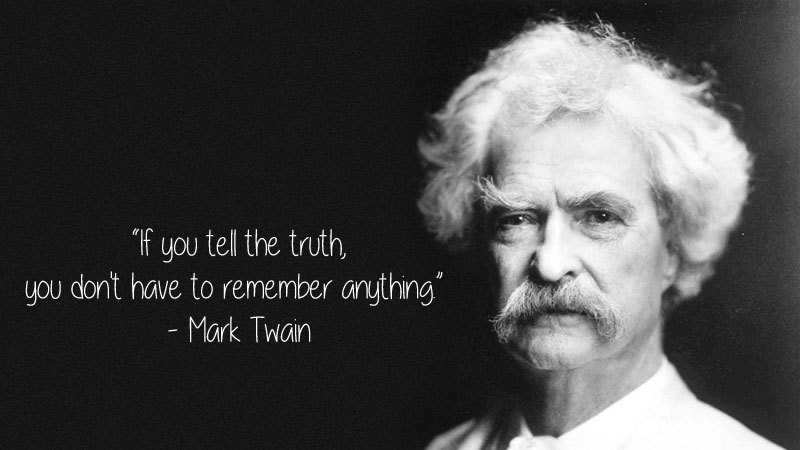 “If you tell the truth,
you don't have to remember anything.”
- Mark Twain